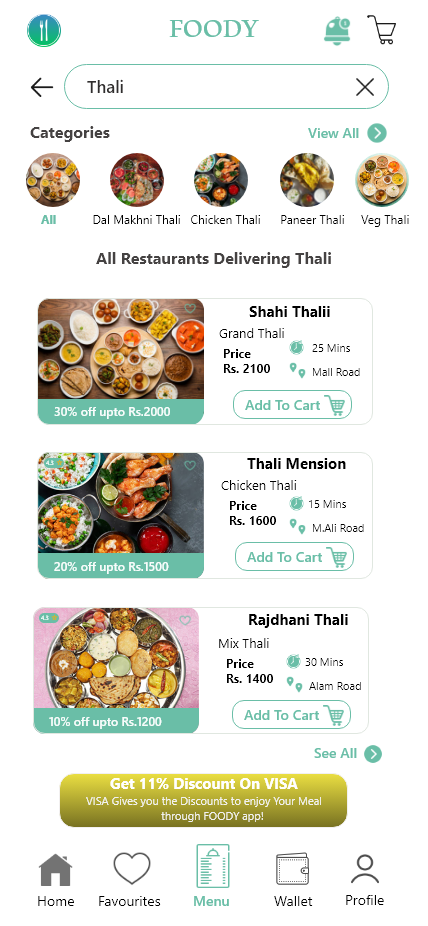 FOODY
Thali
Categories
View All
All
Dal Makhni Thali
Chicken Thali
Paneer Thali
Veg Thali
All Restaurants Delivering Thali
Shahi Thalii
Grand Thali
Price
Rs. 2100
25 Mins
Mall Road
Add To Cart
30% off upto Rs.2000
4.5
Thali Mension
Chicken Thali
Price
Rs. 1600
15 Mins
M.Ali Road
Add To Cart
20% off upto Rs.1500
4.5
Rajdhani Thali
Mix Thali
Price
Rs. 1400
30 Mins
Alam Road
Add To Cart
10% off upto Rs.1200
See All
Get 11% Discount On VISA
VISA Gives you the Discounts to enjoy Your Meal
through FOODY app!
Home
Favourites
Menu
Wallet
Profile